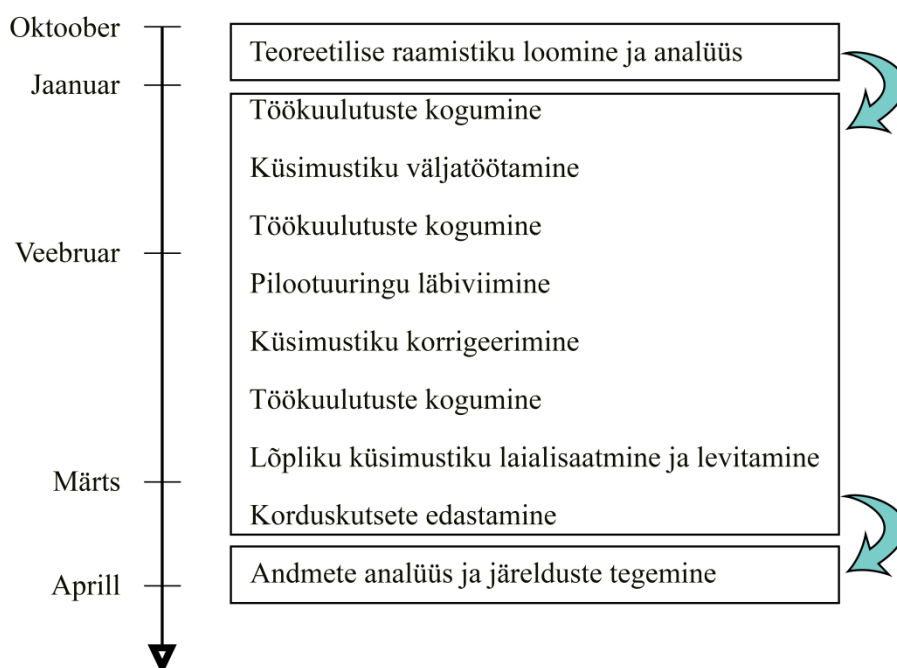 Oktoober
Teoreetilise raamistiku loomine ja analüüs
Jaanuar
Töökuulutuste kogumine
Küsimustiku väljatöötamine
Töökuulutuste kogumine
Veebruar
Pilootuuringu läbiviimine
Küsimustiku korrigeerimine
Töökuulutuste kogumine
Lõpliku küsimustiku laialisaatmine ja levitamine
Märts
Korduskutsete edastamine
Andmete analüüs ja järelduste tegemine
Aprill